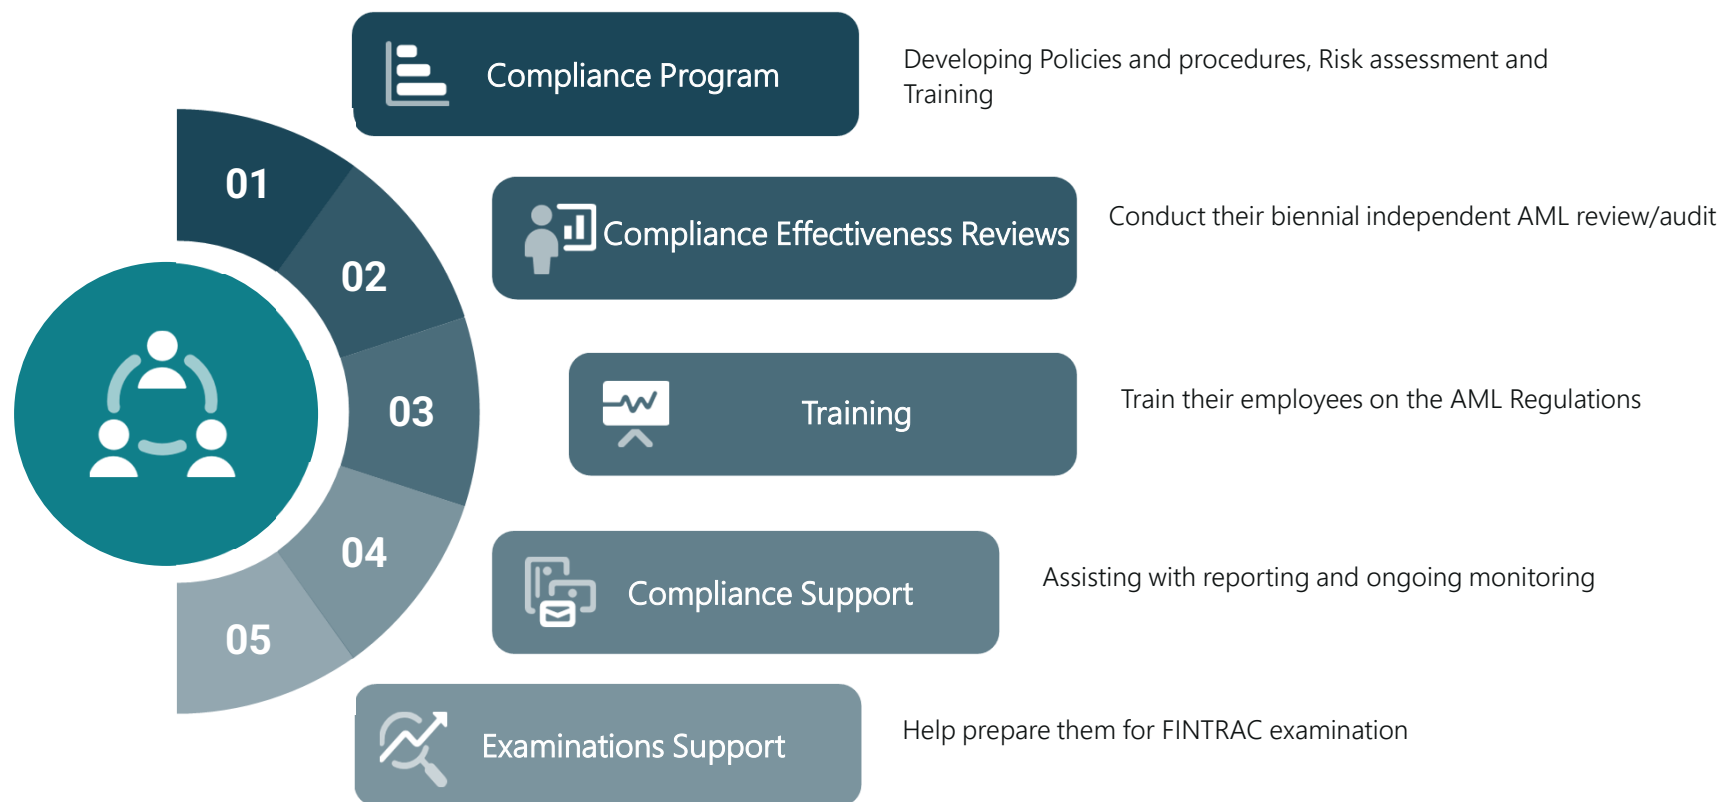 01
Compliance Program
Developing Policies and procedures, Risk assessment and
Training
02
Compliance Effectiveness Reviews
Conduct their biennial independent AML review/audit
03
Training
Train their employees on the AML Regulations
04
Compliance Support
Assisting with reporting and ongoing monitoring
05
Examinations Support
Help prepare them for FINTRAC examination